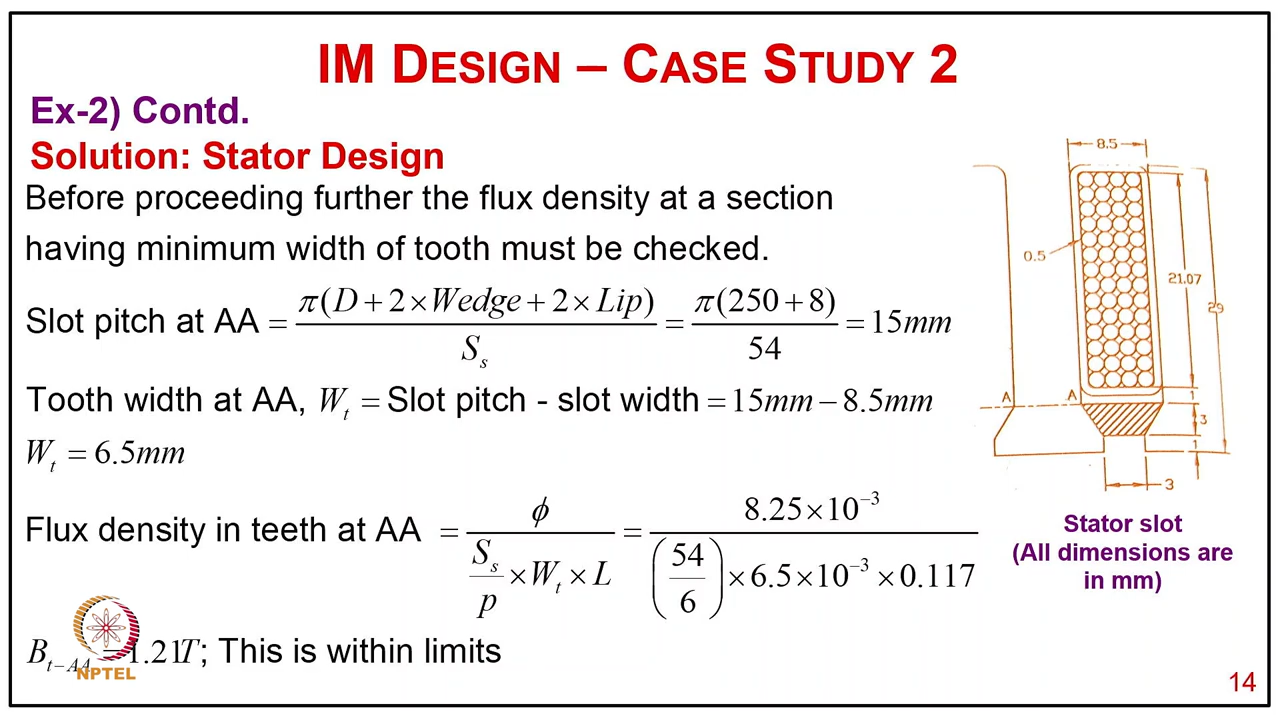 IM DESIGN – CASE STUDY 2
Ex-2) Contd.
Solution: Stator Design
Before proceeding further the flux density at a section
having minimum width of tooth must be checked.
Slot pitch at AA = π(D + 2×Wedge + 2×Lip) / S_s = π(250 + 8) / 54 = 15mm
Tooth width at AA, W_t = Slot pitch - slot width = 15mm − 8.5mm
W_t = 6.5mm
Flux density in teeth at AA = ϕ / (S_s/p × W_t × L) = 8.25×10^−3 / ((54/6) × 6.5×10^−3 × 0.117)
B_t−AA = 1.21T; This is within limits
NPTEL
8.5
0.5
21.07
29
A
A
1
3
1
3
Stator slot
(All dimensions are
in mm)
14